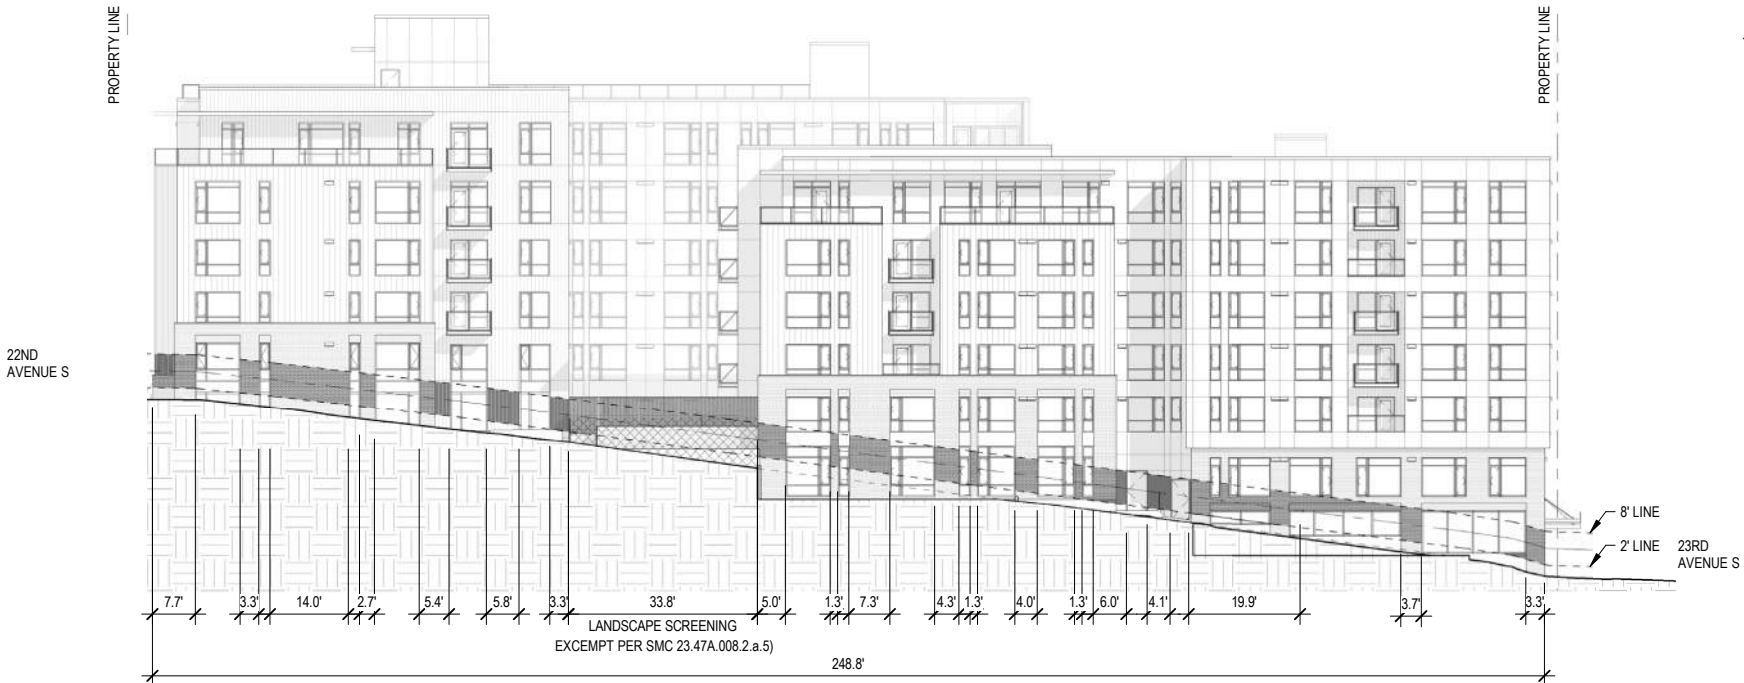 PROPERTY LINE
PROPERTY LINE
22ND
AVENUE S
8' LINE
2' LINE
23RD
AVENUE S
7.7' 3.3' 14.0' 2.7' 5.4' 5.8' 3.3' 33.8' 5.0' 1.3' 7.3' 4.3' 1.3' 4.0' 1.3' 6.0' 4.1' 19.9' 3.7' 3.3'
LANDSCAPE SCREENING
EXCEMPT PER SMC 23.47A.008.2.a.5)
248.8'